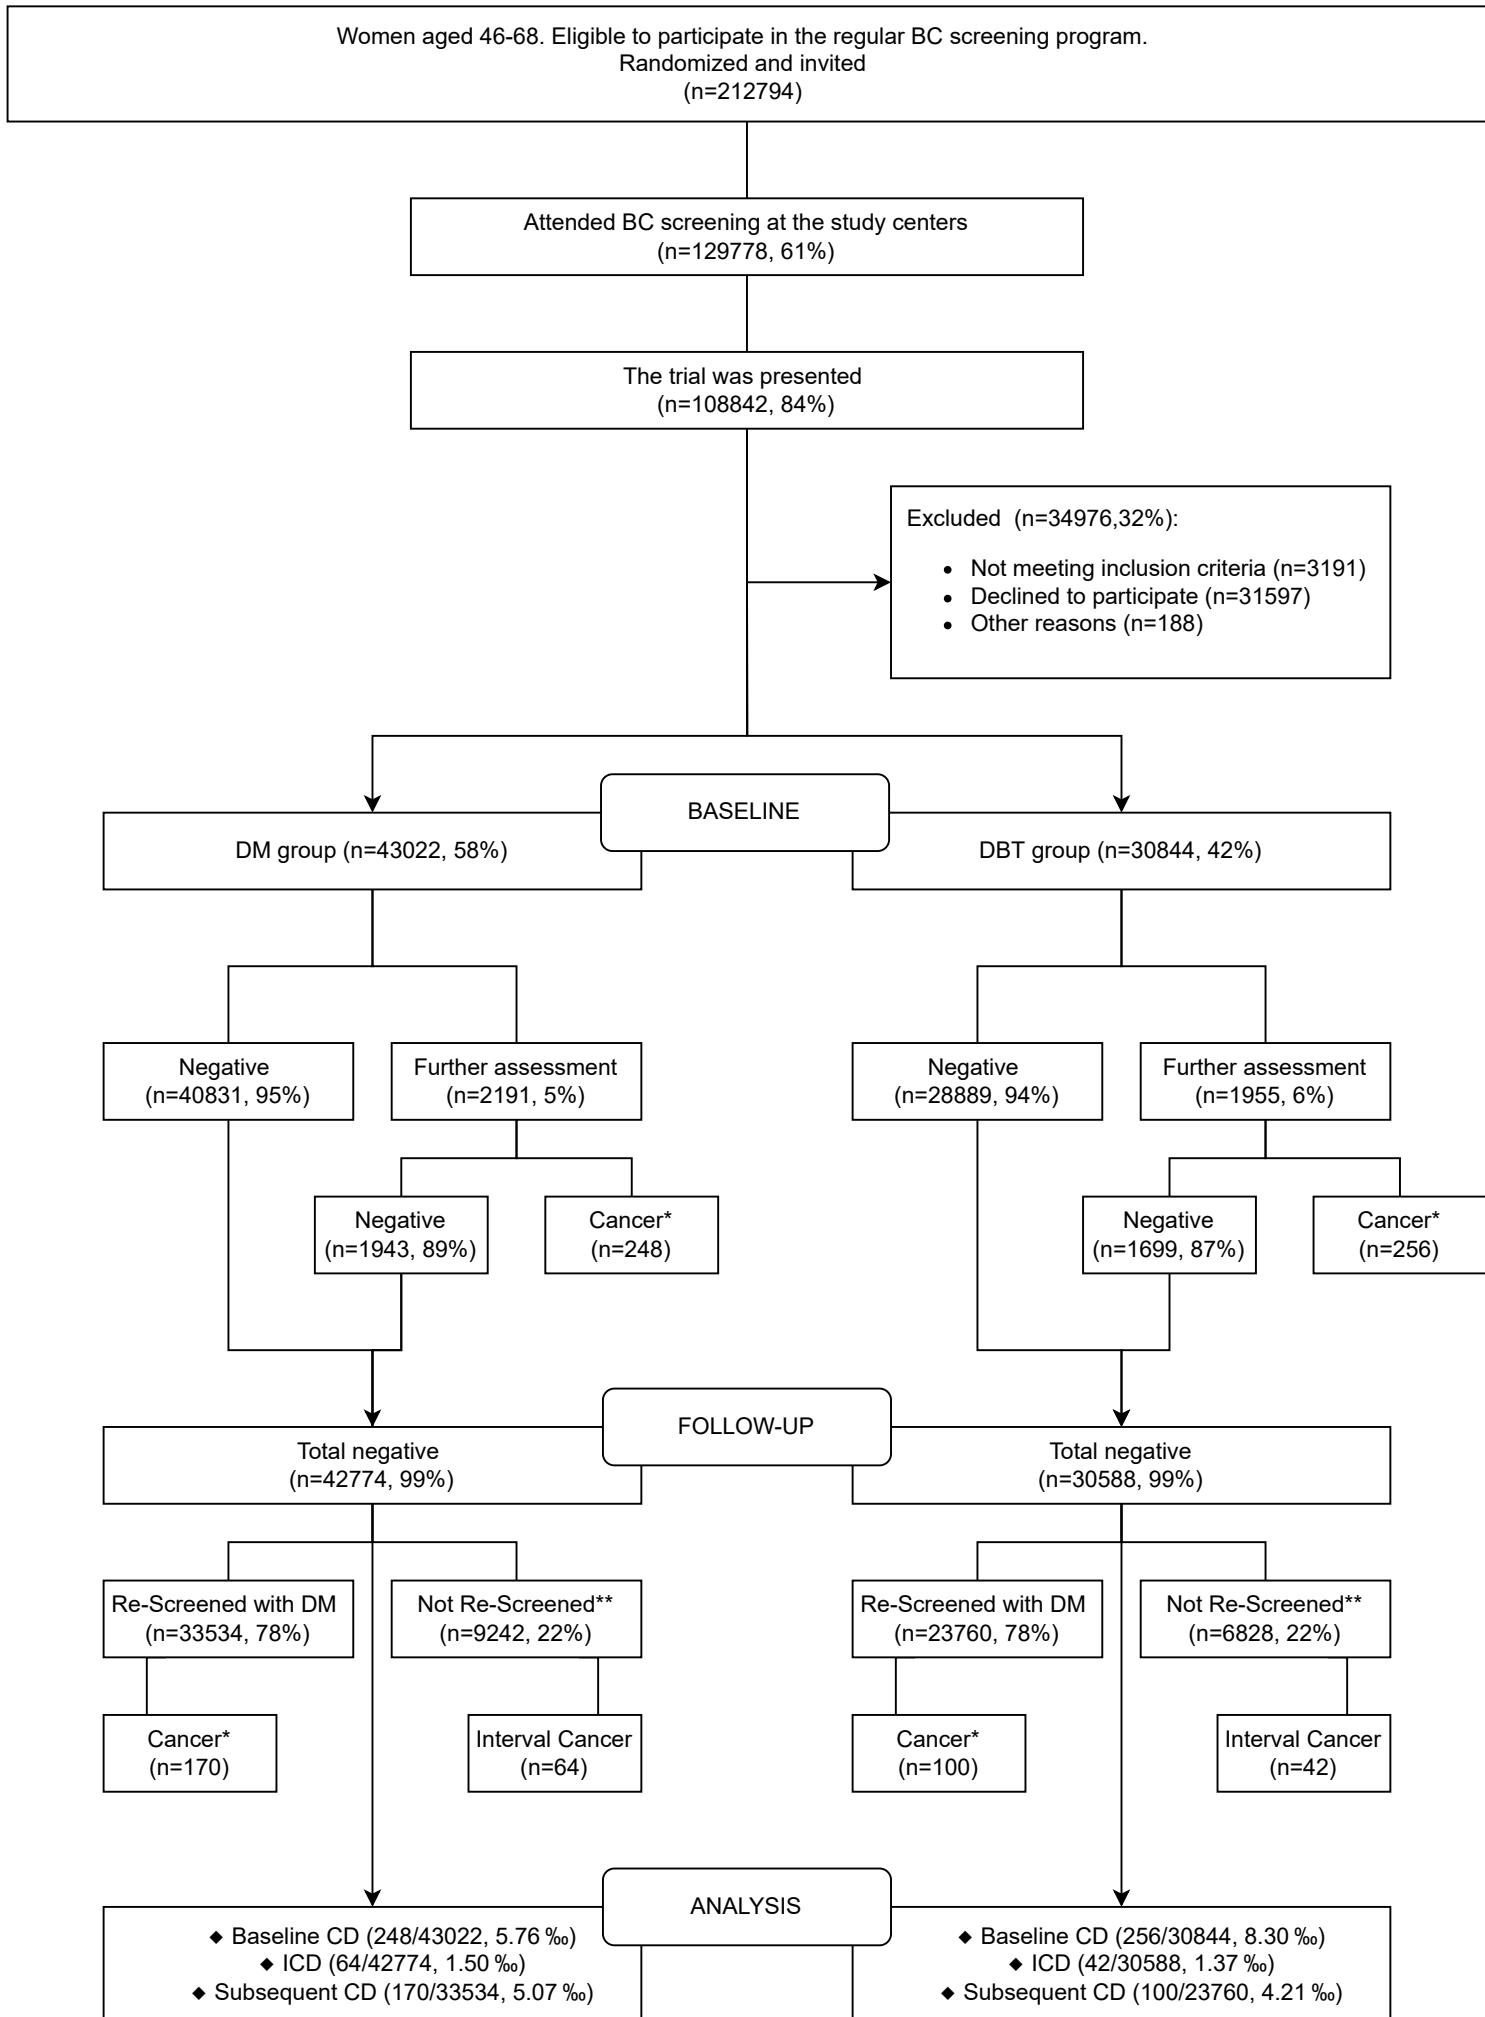 Women aged 46-68. Eligible to participate in the regular BC screening program.
Randomized and invited
(n=212794)
Attended BC screening at the study centers
(n=129778, 61%)
The trial was presented
(n=108842, 84%)
Excluded  (n=34976,32%):
• Not meeting inclusion criteria (n=3191)
• Declined to participate (n=31597)
• Other reasons (n=188)
BASELINE
DM group (n=43022, 58%)
DBT group (n=30844, 42%)
Negative
(n=40831, 95%)
Further assessment
(n=2191, 5%)
Negative
(n=28889, 94%)
Further assessment
(n=1955, 6%)
Negative
(n=1943, 89%)
Cancer*
(n=248)
Negative
(n=1699, 87%)
Cancer*
(n=256)
FOLLOW-UP
Total negative
(n=42774, 99%)
Total negative
(n=30588, 99%)
Re-Screened with DM
(n=33534, 78%)
Not Re-Screened**
(n=9242, 22%)
Re-Screened with DM
(n=23760, 78%)
Not Re-Screened**
(n=6828, 22%)
Cancer*
(n=170)
Interval Cancer
(n=64)
Cancer*
(n=100)
Interval Cancer
(n=42)
ANALYSIS
◆ Baseline CD (248/43022, 5.76 ‰)
◆ ICD (64/42774, 1.50 ‰)
◆ Subsequent CD (170/33534, 5.07 ‰)
◆ Baseline CD (256/30844, 8.30 ‰)
◆ ICD (42/30588, 1.37 ‰)
◆ Subsequent CD (100/23760, 4.21 ‰)